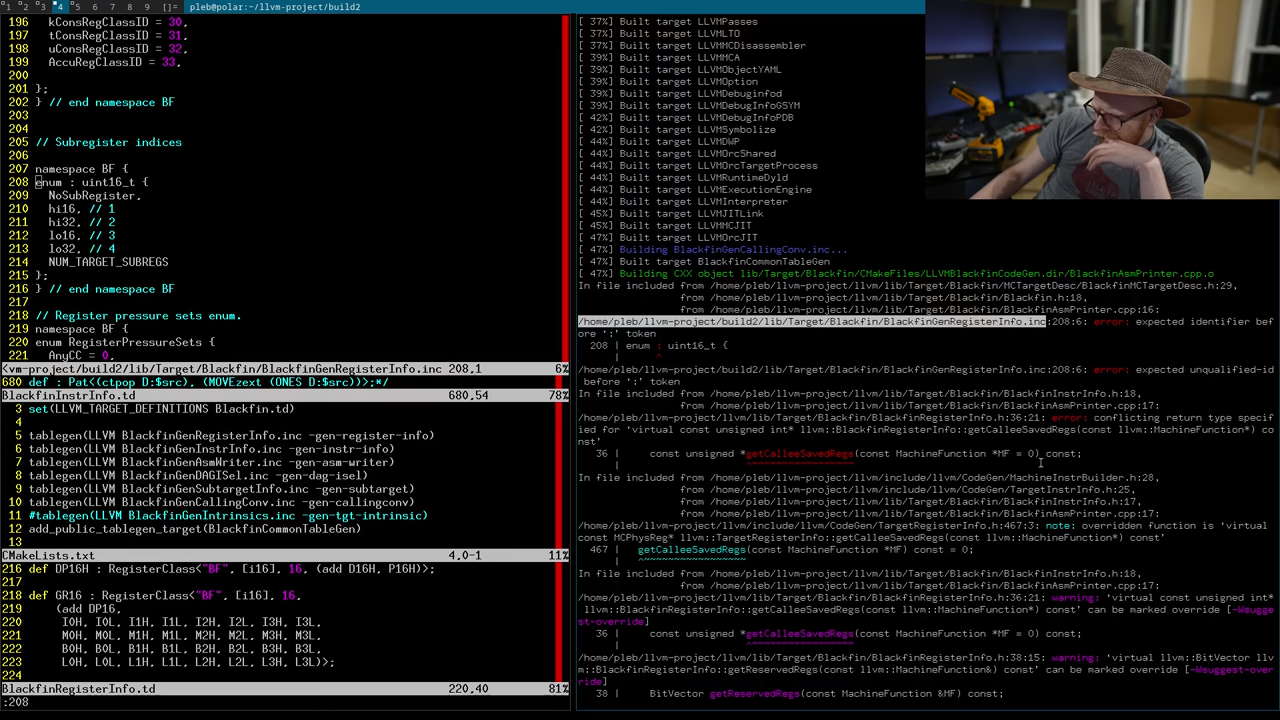 1 2 3 4 5 6 7 8 9 []= pleb@polar:~/llvm-project/build2
196 kConsRegClassID = 30,
197 tConsRegClassID = 31,
198 uConsRegClassID = 32,
199 AccuRegClassID = 33,
200
201 };
202 } // end namespace BF
203
204
205 // Subregister indices
206
207 namespace BF {
208 enum : uint16_t {
209 NoSubRegister,
210 hi16, // 1
211 hi32, // 2
212 lo16, // 3
213 lo32, // 4
214 NUM_TARGET_SUBREGS
215 };
216 } // end namespace BF
217
218 // Register pressure sets enum.
219 namespace BF {
220 enum RegisterPressureSets {
221 AnyCC = 0,
<vm-project/build2/lib/Target/Blackfin/BlackfinGenRegisterInfo.inc 208,1 6%
680 def : Pat<(ctpop D:$src), (MOVEzext (ONES D:$src))>;*/
BlackfinInstrInfo.td 680,54 78%
3 set(LLVM_TARGET_DEFINITIONS Blackfin.td)
4
5 tablegen(LLVM BlackfinGenRegisterInfo.inc -gen-register-info)
6 tablegen(LLVM BlackfinGenInstrInfo.inc -gen-instr-info)
7 tablegen(LLVM BlackfinGenAsmWriter.inc -gen-asm-writer)
8 tablegen(LLVM BlackfinGenDAGISel.inc -gen-dag-isel)
9 tablegen(LLVM BlackfinGenSubtargetInfo.inc -gen-subtarget)
10 tablegen(LLVM BlackfinGenCallingConv.inc -gen-callingconv)
11 #tablegen(LLVM BlackfinGenIntrinsics.inc -gen-tgt-intrinsic)
12 add_public_tablegen_target(BlackfinCommonTableGen)
13
CMakeLists.txt 4,0-1 11%
216 def DP16H : RegisterClass<"BF", [i16], 16, (add D16H, P16H)>;
217
218 def GR16 : RegisterClass<"BF", [i16], 16,
219 (add DP16,
220 I0H, I0L, I1H, I1L, I2H, I2L, I3H, I3L,
221 M0H, M0L, M1H, M1L, M2H, M2L, M3H, M3L,
222 B0H, B0L, B1H, B1L, B2H, B2L, B3H, B3L,
223 L0H, L0L, L1H, L1L, L2H, L2L, L3H, L3L)>;
224
BlackfinRegisterInfo.td 220,40 81%
:208
[ 37%] Built target LLVMPasses
[ 37%] Built target LLVMLTO
[ 37%] Built target LLVMMCDisassembler
[ 39%] Built target LLVMMCA
[ 39%] Built target LLVMObjectYAML
[ 39%] Built target LLVMOption
[ 39%] Built target LLVMDebuginfod
[ 39%] Built target LLVMDebugInfoGSYM
[ 42%] Built target LLVMDebugInfoPDB
[ 42%] Built target LLVMSymbolize
[ 44%] Built target LLVMDWP
[ 44%] Built target LLVMOrcShared
[ 44%] Built target LLVMOrcTargetProcess
[ 44%] Built target LLVMRuntimeDyld
[ 44%] Built target LLVMExecutionEngine
[ 44%] Built target LLVMInterpreter
[ 45%] Built target LLVMJITLink
[ 45%] Built target LLVMMCJIT
[ 47%] Built target LLVMOrcJIT
[ 47%] Building BlackfinGenCallingConv.inc...
[ 47%] Built target BlackfinCommonTableGen
[ 47%] Building CXX object lib/Target/Blackfin/CMakeFiles/LLVMBlackfinCodeGen.dir/BlackfinAsmPrinter.cpp.o
In file included from /home/pleb/llvm-project/llvm/lib/Target/Blackfin/MCTargetDesc/BlackfinMCTargetDesc.h:29,
from /home/pleb/llvm-project/llvm/lib/Target/Blackfin/Blackfin.h:18,
from /home/pleb/llvm-project/llvm/lib/Target/Blackfin/BlackfinAsmPrinter.cpp:16:
/home/pleb/llvm-project/build2/lib/Target/Blackfin/BlackfinGenRegisterInfo.inc:208:6: error: expected identifier bef
ore ':' token
208 | enum : uint16_t {
| ^
/home/pleb/llvm-project/build2/lib/Target/Blackfin/BlackfinGenRegisterInfo.inc:208:6: error: expected unqualified-id
before ':' token
In file included from /home/pleb/llvm-project/llvm/lib/Target/Blackfin/BlackfinInstrInfo.h:18,
from /home/pleb/llvm-project/llvm/lib/Target/Blackfin/BlackfinAsmPrinter.cpp:17:
/home/pleb/llvm-project/llvm/lib/Target/Blackfin/BlackfinRegisterInfo.h:36:21: error: conflicting return type specif
ied for 'virtual const unsigned int* llvm::BlackfinRegisterInfo::getCalleeSavedRegs(const llvm::MachineFunction*) co
nst'
36 | const unsigned *getCalleeSavedRegs(const MachineFunction *MF = 0) const;
| ^~~~~~~~~~~~~~~~~~
In file included from /home/pleb/llvm-project/llvm/include/llvm/CodeGen/MachineInstrBuilder.h:28,
from /home/pleb/llvm-project/llvm/include/llvm/CodeGen/TargetInstrInfo.h:25,
from /home/pleb/llvm-project/llvm/lib/Target/Blackfin/BlackfinInstrInfo.h:17,
from /home/pleb/llvm-project/llvm/lib/Target/Blackfin/BlackfinAsmPrinter.cpp:17:
/home/pleb/llvm-project/llvm/include/llvm/CodeGen/TargetRegisterInfo.h:467:3: note: overridden function is 'virtual
const MCPhysReg* llvm::TargetRegisterInfo::getCalleeSavedRegs(const llvm::MachineFunction*) const'
467 | getCalleeSavedRegs(const MachineFunction *MF) const = 0;
| ^~~~~~~~~~~~~~~~~~
In file included from /home/pleb/llvm-project/llvm/lib/Target/Blackfin/BlackfinInstrInfo.h:18,
from /home/pleb/llvm-project/llvm/lib/Target/Blackfin/BlackfinAsmPrinter.cpp:17:
/home/pleb/llvm-project/llvm/lib/Target/Blackfin/BlackfinRegisterInfo.h:36:21: warning: 'virtual const unsigned int*
llvm::BlackfinRegisterInfo::getCalleeSavedRegs(const llvm::MachineFunction*) const' can be marked override [-Wsugge
st-override]
36 | const unsigned *getCalleeSavedRegs(const MachineFunction *MF = 0) const;
| ^~~~~~~~~~~~~~~~~~
/home/pleb/llvm-project/llvm/lib/Target/Blackfin/BlackfinRegisterInfo.h:38:15: warning: 'virtual llvm::BitVector llv
m::BlackfinRegisterInfo::getReservedRegs(const llvm::MachineFunction&) const' can be marked override [-Wsuggest-over
ride]
38 | BitVector getReservedRegs(const MachineFunction &MF) const;